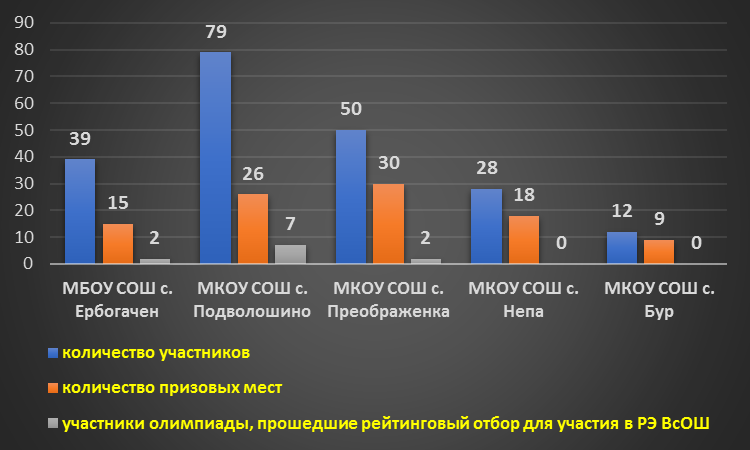 90
80
70
60
50
40
30
20
10
0
39
15
2
79
26
7
50
30
2
28
18
0
12
9
0
МБОУ СОШ с.
Ербогачен
МКОУ СОШ с.
Подволошино
МКОУ СОШ с.
Преображенка
МКОУ СОШ с.
Непа
МКОУ СОШ с.
Бур
количество участников
количество призовых мест
участники олимпиады, прошедшие рейтинговый отбор для участия в РЭ ВсОШ